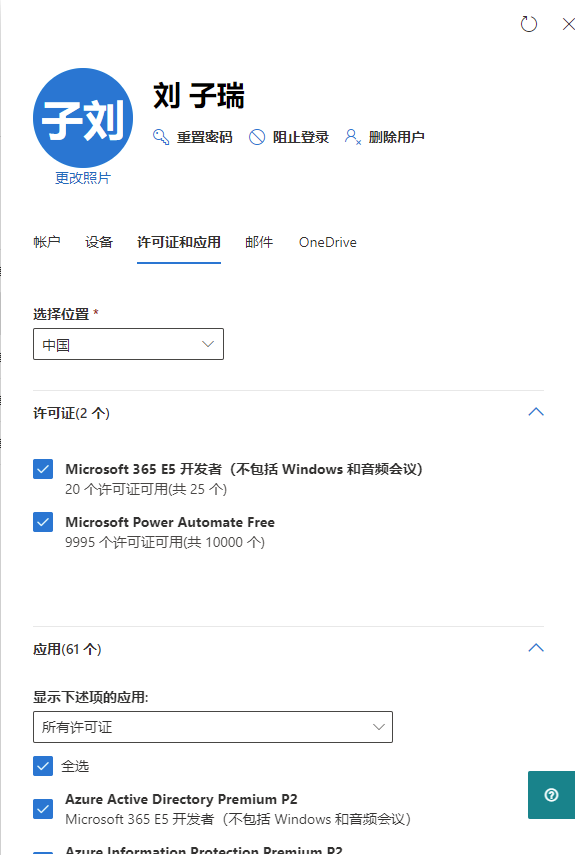 子刘
刘 子瑞
重置密码 阻止登录 删除用户
更改照片
帐户 设备 许可证和应用 邮件 OneDrive
选择位置 *
中国
许可证(2 个)
Microsoft 365 E5 开发者（不包括 Windows 和音频会议）
20 个许可证可用(共 25 个)
Microsoft Power Automate Free
9995 个许可证可用(共 10000 个)
应用(61 个)
显示下述项的应用:
所有许可证
全选
Azure Active Directory Premium P2
Microsoft 365 E5 开发者（不包括 Windows 和音频会议）
Azure Information Protection Premium P2